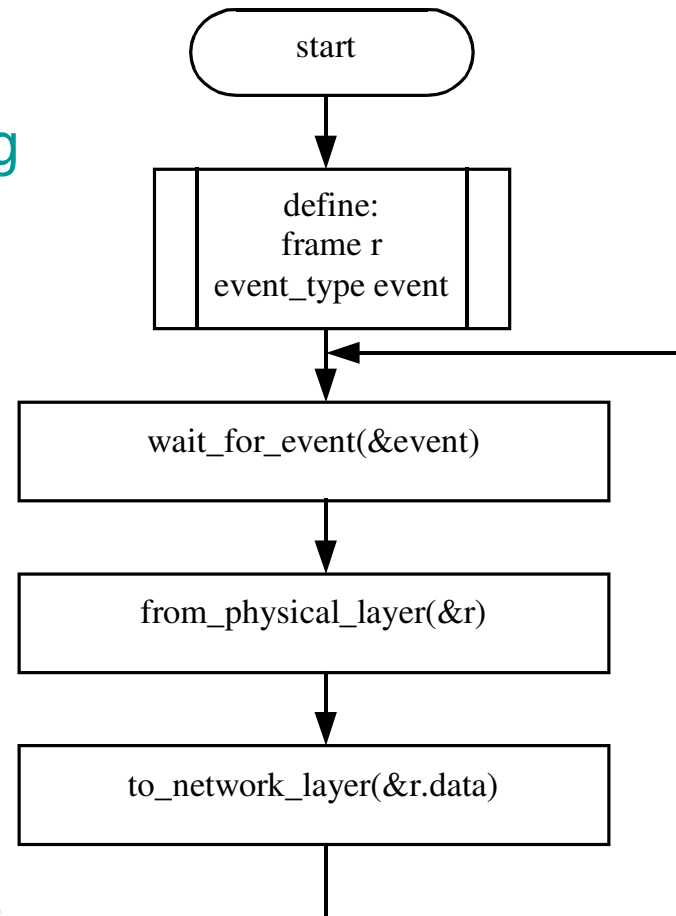 start
g
define:
frame r
event_type event
wait_for_event(&event)
from_physical_layer(&r)
to_network_layer(&r.data)